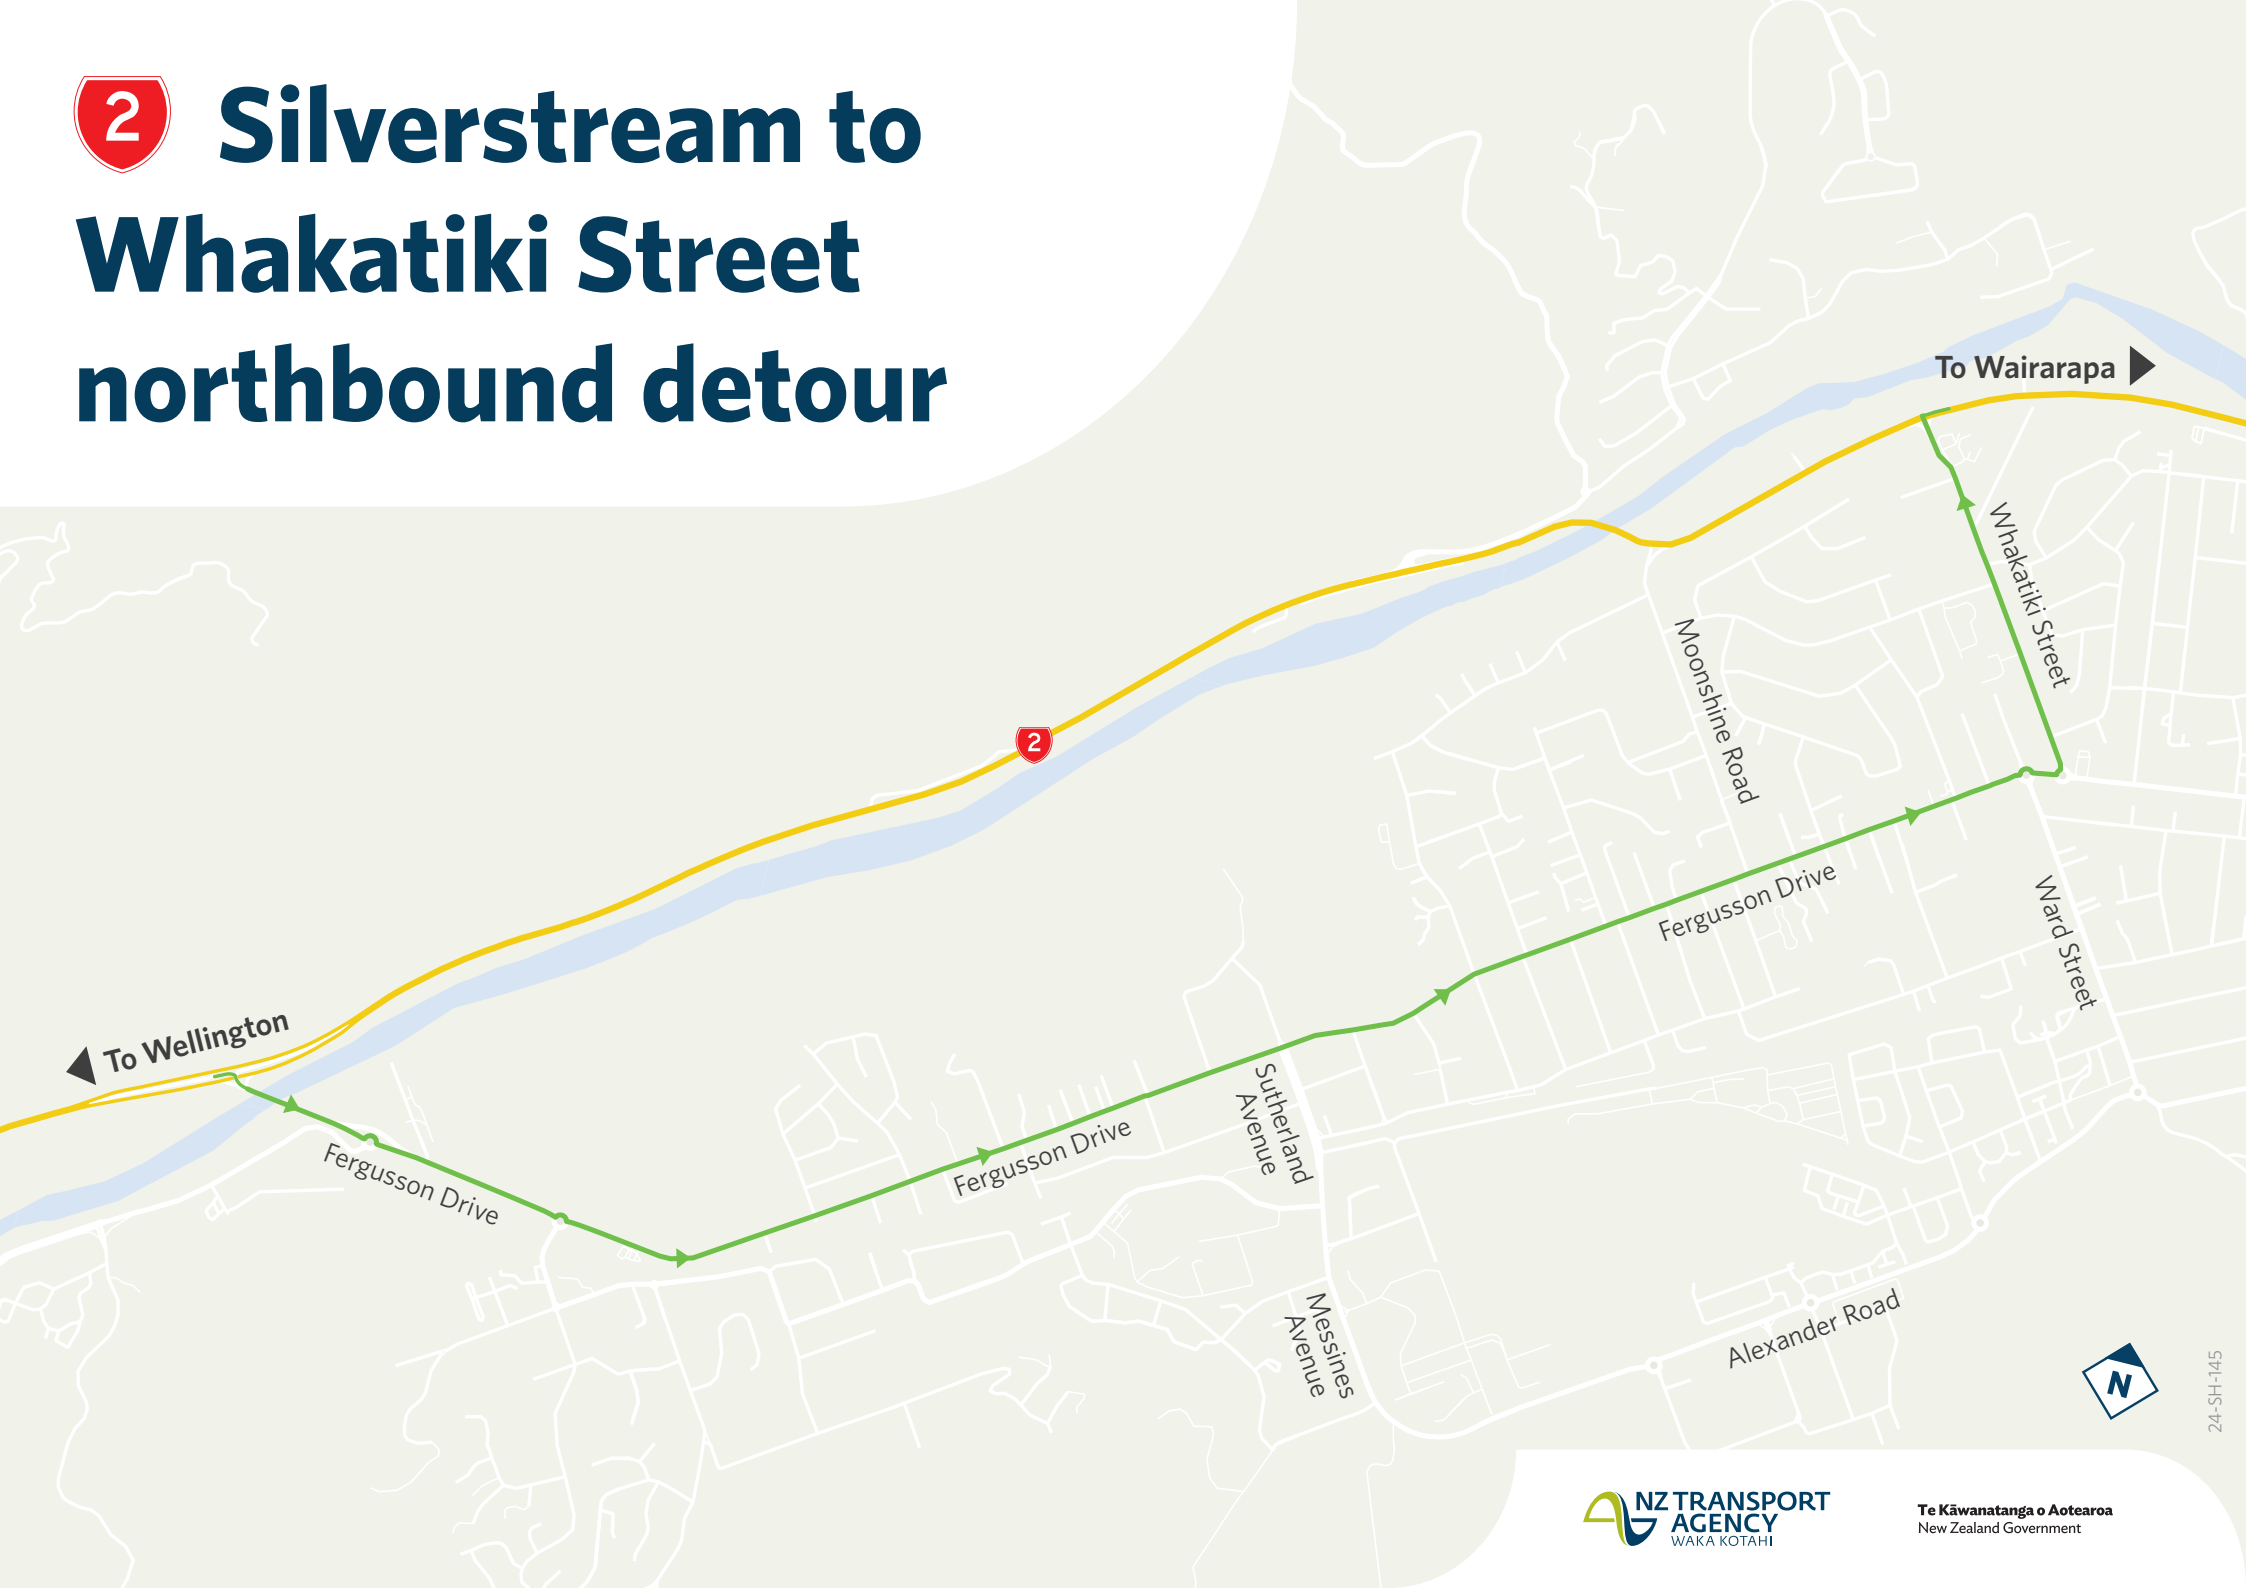 2 Silverstream to
Whakatiki Street
northbound detour
To Wairarapa
Whakatiki Street
Moonshine Road
2
Fergusson Drive
Ward Street
To Wellington
Fergusson Drive
Fergusson Drive
Sutherland
Avenue
Messines
Avenue
Alexander Road
N
24-SH-145
NZ TRANSPORT
AGENCY
WAKA KOTAHI
Te Kāwanatanga o Aotearoa
New Zealand Government